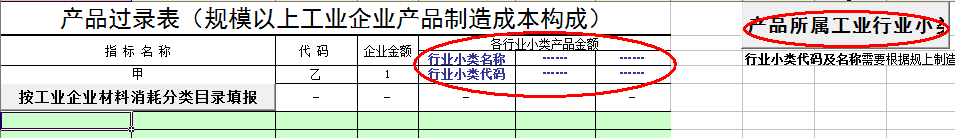 产品过录表（规模以上工业企业产品制造成本构成）
产品所属工业行业小
指标名称 代码 企业金额 各行业小类产品金额
行业小类名称 ------ ------
行业小类代码及名称需要根据规上制造
甲 乙 1 行业小类代码 ------ ------
按工业企业材料消耗分类目录填报 – – – – –